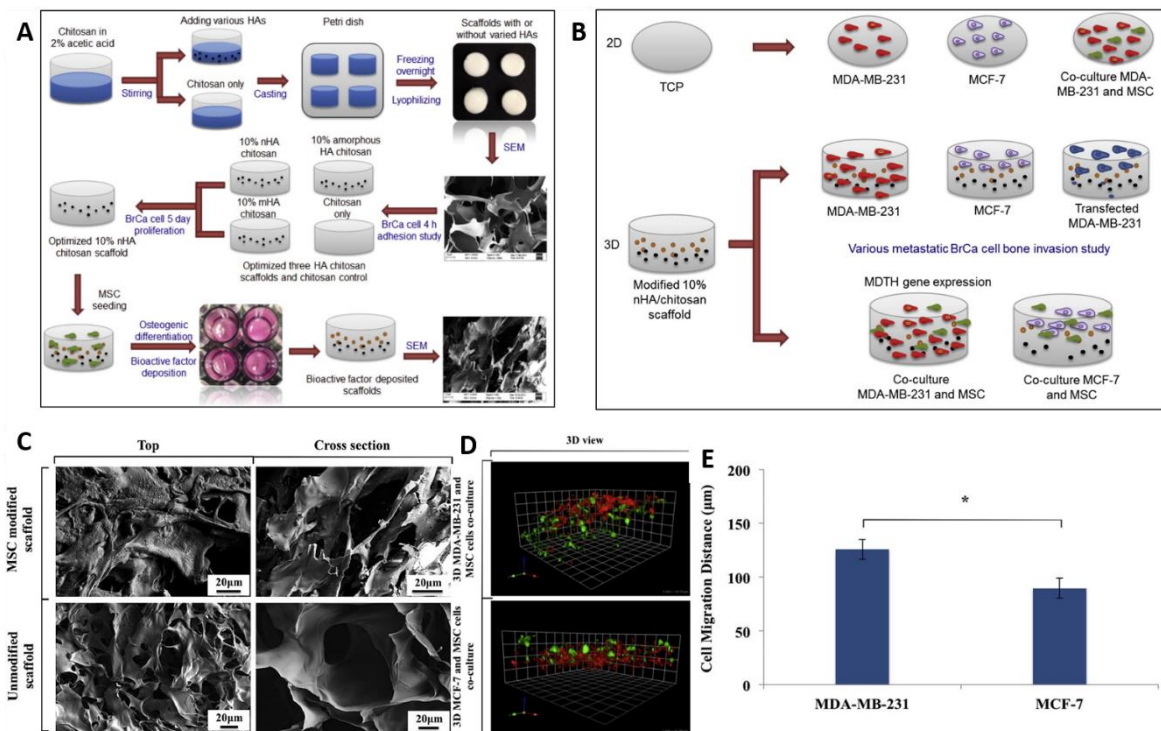 A
Chitosan in
2% acetic acid
Stirring
Adding various HAs
Chitosan only
Casting
Petri dish
Freezing
overnight
Lyophilizing
Scaffolds with or
without varied HAs
SEM
10% nHA
chitosan
10% amorphous
HA chitosan
10% mHA
chitosan
Chitosan
only
BrCa cell 4 h
adhesion study
Optimized three HA chitosan
scaffolds and chitosan control
BrCa cell 5 day
proliferation
Optimized 10% nHA
chitosan scaffold
MSC
seeding
Osteogenic
differentiation
Bioactive factor
deposition
Bioactive factor deposited
scaffolds
SEM
B
2D
TCP
MDA-MB-231
MCF-7
Co-culture MDA-
MB-231 and MSC
3D
Modified 10%
nHA/chitosan
scaffold
MDA-MB-231
MCF-7
Transfected
MDA-MB-231
Various metastatic BrCa cell bone invasion study
MDTH gene expression
Co-culture
MDA-MB-231 and MSC
Co-culture MCF-7
and MSC
C
Top
Cross section
MSC modified
scaffold
Unmodified
scaffold
20μm
20μm
20μm
20μm
D
3D view
3D MDA-MB-231 and
MSC cells co-culture
3D MCF-7 and MSC cells
co-culture
E
Cell Migration Distance (μm)
200
150
100
50
0
*
MDA-MB-231
MCF-7